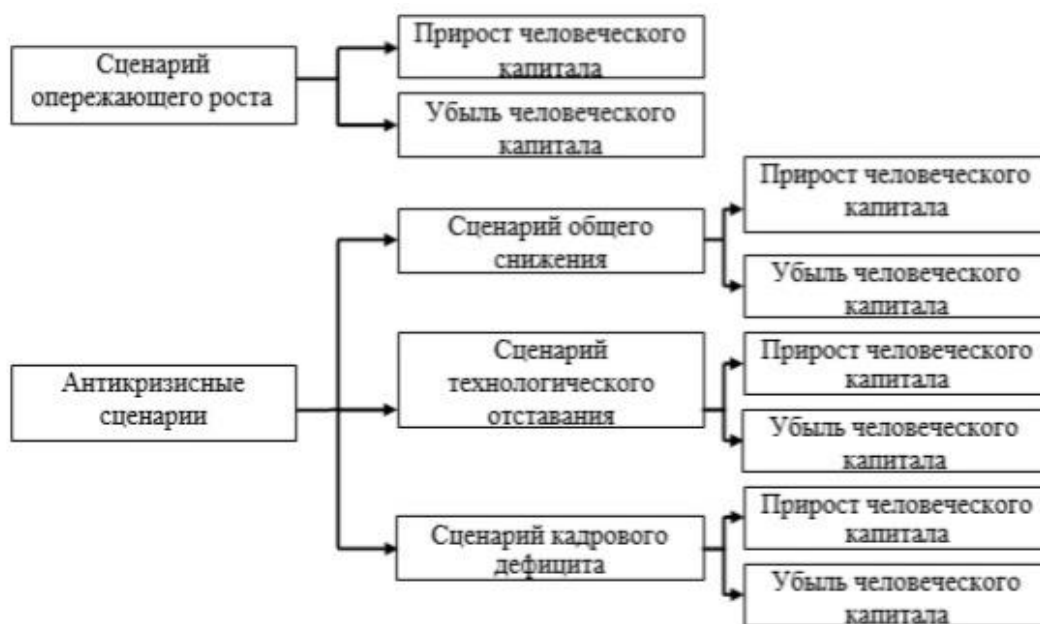 Сценарий
опережающего роста
Прирост человеческого
капитала
Убыль человеческого
капитала
Антикризисные
сценарии
Сценарий общего
снижения
Прирост человеческого
капитала
Убыль человеческого
капитала
Сценарий
технологического
отставания
Прирост человеческого
капитала
Убыль человеческого
капитала
Сценарий кадрового
дефицита
Прирост человеческого
капитала
Убыль человеческого
капитала